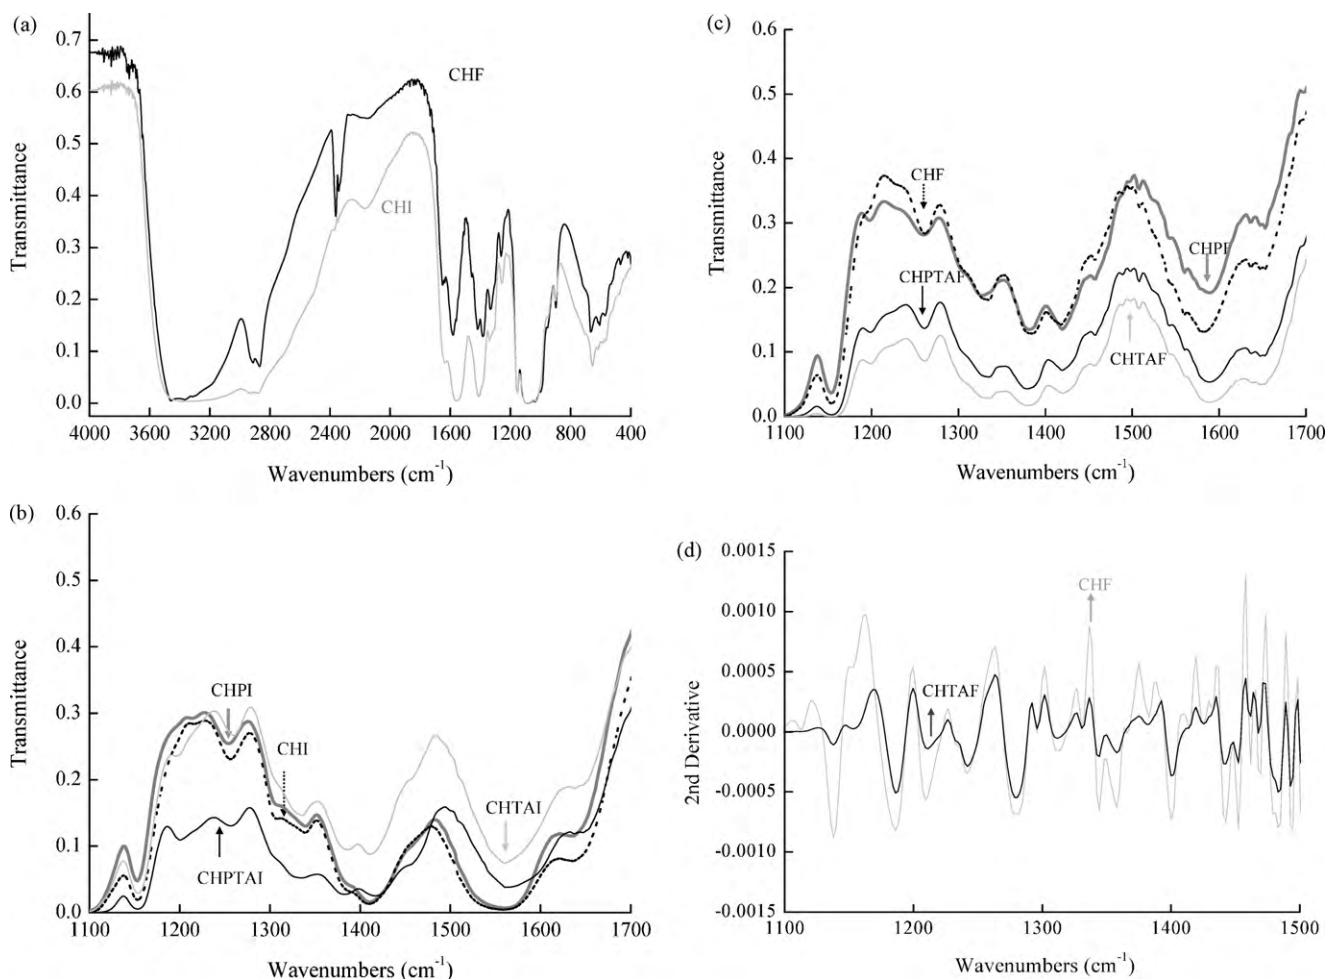 (a)
0.7
0.6
0.5
0.4
0.3
0.2
0.1
0.0
Transmittance
CHF
CHI
4000 3600 3200 2800 2400 2000 1600 1200 800 400
Wavenumbers (cm⁻¹)
(b)
0.6
0.5
0.4
0.3
0.2
0.1
0.0
Transmittance
CHPI
CHI
CHTAI
CHPTAI
1100 1200 1300 1400 1500 1600 1700
Wavenumbers (cm⁻¹)
(c)
0.6
0.5
0.4
0.3
0.2
0.1
0.0
Transmittance
CHF
CHPF
CHPTAF
CHTAF
1100 1200 1300 1400 1500 1600 1700
Wavenumbers (cm⁻¹)
(d)
0.0015
0.0010
0.0005
0.0000
-0.0005
-0.0010
-0.0015
2nd Derivative
CHF
CHTAF
1100 1200 1300 1400 1500
Wavenumbers (cm⁻¹)